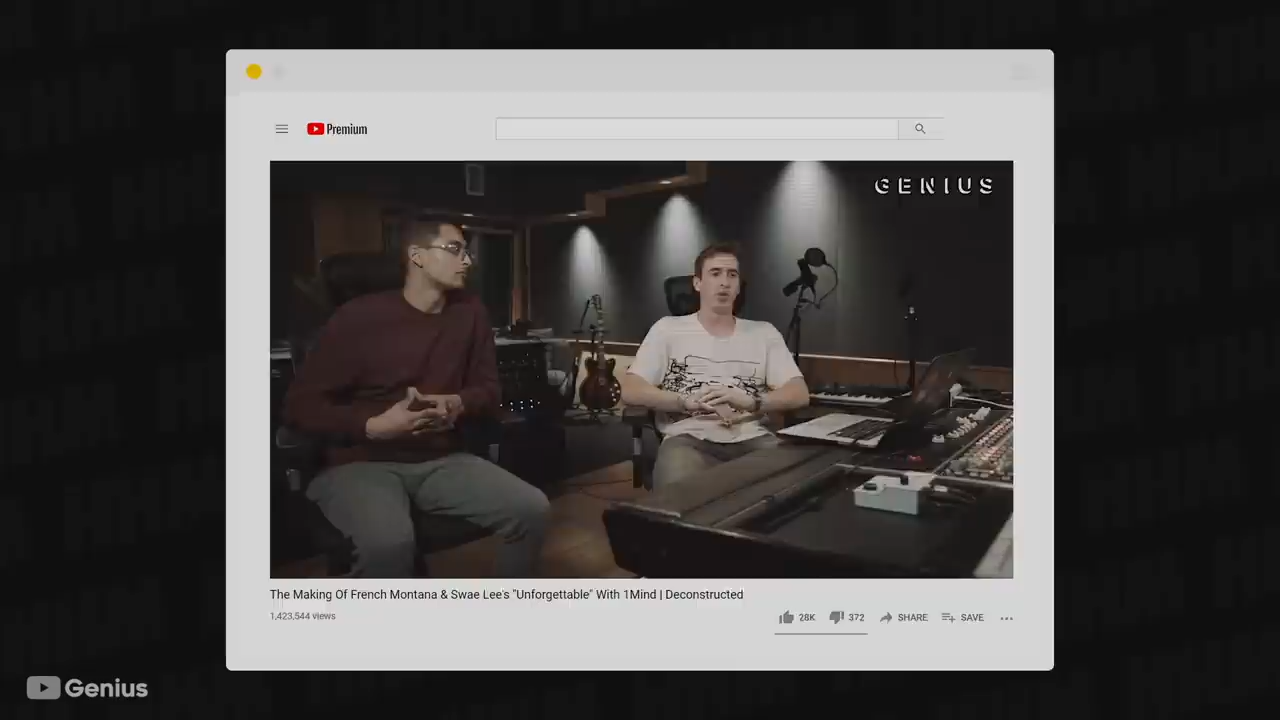 Premium
GENIUS
The Making Of French Montana & Swae Lee's "Unforgettable" With 1Mind | Deconstructed
1,423,544 views
28K
372
SHARE
SAVE
Genius